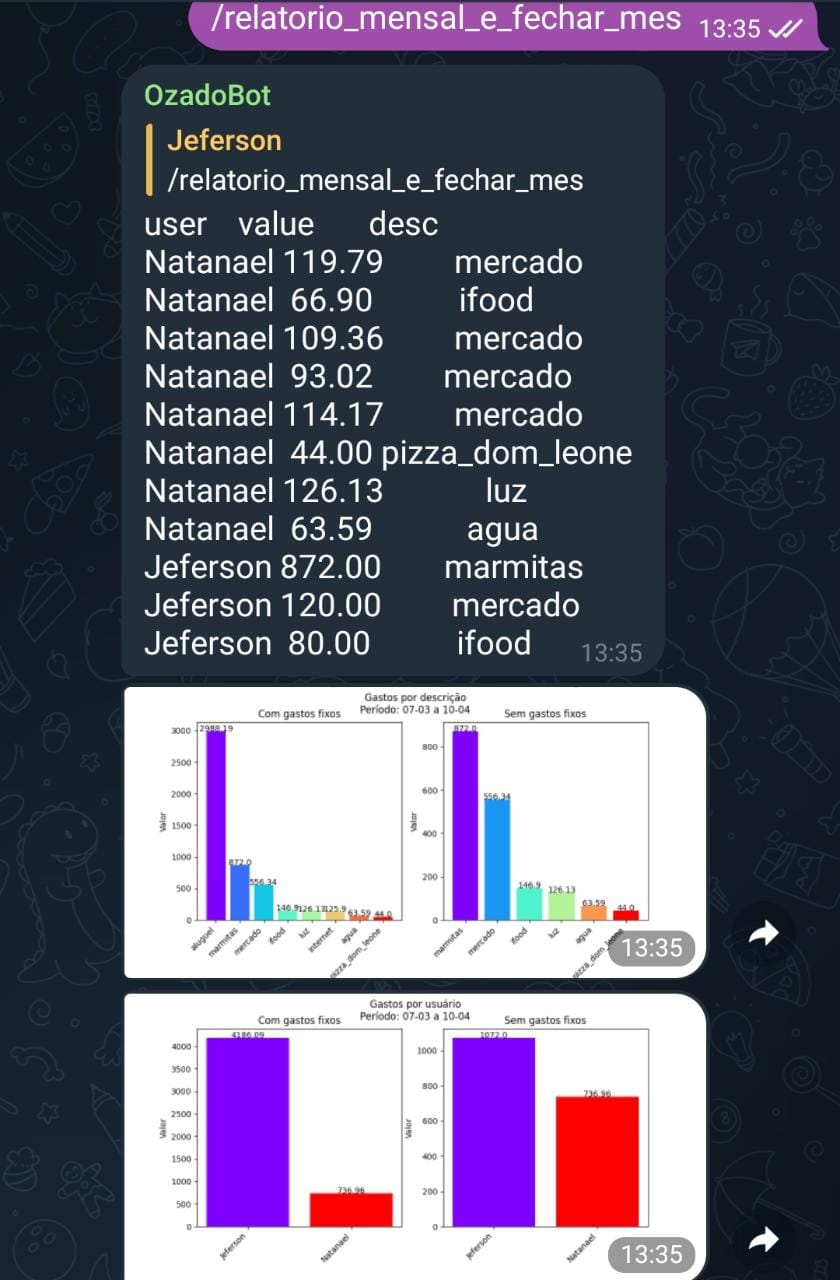 /relatorio_mensal_e_fechar_mes 13:35
OzadoBot
Jeferson
/relatorio_mensal_e_fechar_mes
user value desc
Natanael 119.79 mercado
Natanael 66.90 ifood
Natanael 109.36 mercado
Natanael 93.02 mercado
Natanael 114.17 mercado
Natanael 44.00 pizza_dom_leone
Natanael 126.13 luz
Natanael 63.59 agua
Jeferson 872.00 marmitas
Jeferson 120.00 mercado
Jeferson 80.00 ifood 13:35
Gastos por descrição
Período: 07-03 a 10-04
Com gastos fixos
Valor
3000
2500
2000
1500
1000
500
0
2988.19
872.0
556.34
146.9
126.13
125.9
63.59
44.0
aluguel
marmitas
mercado
ifood
luz
internet
agua
pizza_dom_leone
Sem gastos fixos
Valor
800
600
400
200
0
872.0
556.34
146.9
126.13
63.59
44.0
marmitas
mercado
ifood
luz
agua
pizza_dom_leone
13:35
Gastos por usuário
Período: 07-03 a 10-04
Com gastos fixos
Valor
4000
3500
3000
2500
2000
1500
1000
500
0
4186.09
736.96
Jeferson
Natanael
Sem gastos fixos
Valor
1000
800
600
400
200
0
1072.0
736.96
Jeferson
Natanael
13:35